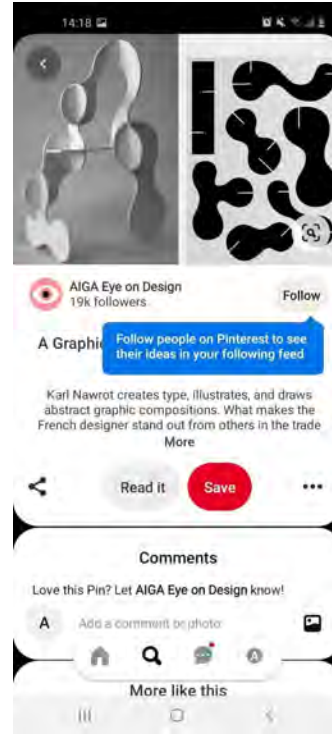 14:18
AIGA Eye on Design
19k followers
Follow
A Graphi
Follow people on Pinterest to see
their ideas in your following feed
Karl Nawrot creates type, illustrates, and draws
abstract graphic compositions. What makes the
French designer stand out from others in the trade
More
Read it
Save
Comments
Love this Pin? Let AIGA Eye on Design know!
A
Add a comment or photo
A
More like this